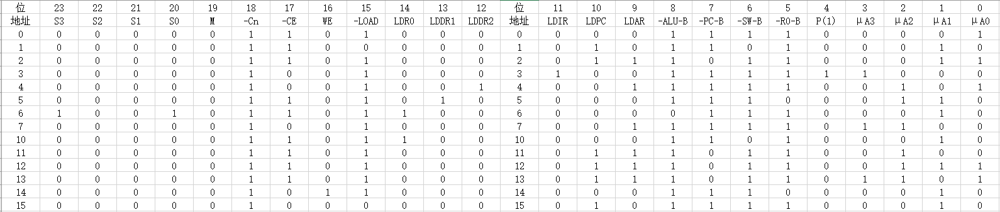 位 23 22 21 20 19 18 17 16 15 14 13 12 位 11 10 9 8 7 6 5 4 3 2 1 0
地址 S3 S2 S1 S0 M -Cn -CE WE -LOAD LDR0 LDDR1 LDDR2 地址 LDIR LDPC LDAR -ALU-B -PC-B -SW-B -R0-B P(1) μA3 μA2 μA1 μA0
0 0 0 0 0 0 1 1 0 1 0 0 0 0 0 0 0 1 1 1 1 0 0 0 0 1
1 0 0 0 0 0 1 1 0 0 0 0 0 1 0 1 0 1 1 0 1 0 0 0 1 0
2 0 0 0 0 0 1 1 0 1 0 0 0 2 0 1 1 1 0 1 1 0 0 0 1 1
3 0 0 0 0 0 1 0 0 1 0 0 0 3 1 0 0 1 1 1 1 1 1 0 0 0
4 0 0 0 0 0 1 0 0 1 0 0 1 4 0 0 1 1 1 1 1 0 0 1 0 1
5 0 0 0 0 0 1 1 0 1 0 1 0 5 0 0 0 1 1 1 0 0 0 1 1 0
6 1 0 0 1 0 1 1 0 1 1 0 0 6 0 0 0 0 1 1 1 0 0 0 1 0
7 0 0 0 0 0 1 0 0 1 0 0 0 7 0 0 1 1 1 1 1 0 1 1 0 0
10 0 0 0 0 0 1 1 0 1 1 0 0 10 0 0 0 1 1 0 1 0 0 0 1 0
11 0 0 0 0 0 1 1 0 1 0 0 0 11 0 1 1 1 0 1 1 0 0 1 0 0
12 0 0 0 0 0 1 1 0 1 0 0 0 12 0 1 1 1 0 1 1 0 0 1 1 1
13 0 0 0 0 0 1 1 0 1 0 0 0 13 0 1 1 1 0 1 1 0 1 1 0 1
14 0 0 0 0 0 1 0 1 1 0 0 0 14 0 0 0 1 1 1 0 0 0 0 1 0
15 0 0 0 0 0 1 0 0 0 0 0 0 15 0 1 0 1 1 1 1 0 0 0 1 0